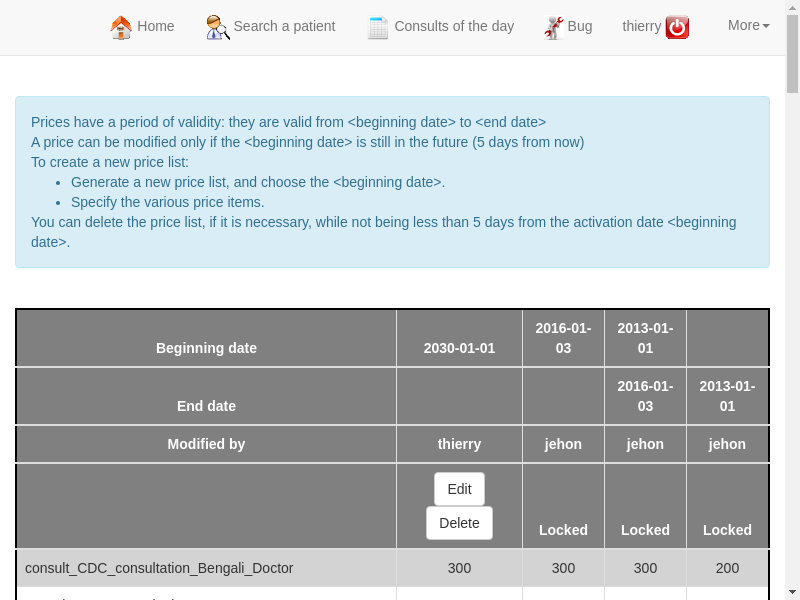 Home Search a patient Consults of the day Bug thierry More
Prices have a period of validity: they are valid from <beginning date> to <end date>
A price can be modified only if the <beginning date> is still in the future (5 days from now)
To create a new price list:
• Generate a new price list, and choose the <beginning date>.
• Specify the various price items.
You can delete the price list, if it is necessary, while not being less than 5 days from the activation date <beginning
date>.
Beginning date 2030-01-01 2016-01-03 2013-01-01
End date 2016-01-03 2013-01-01
Modified by thierry jehon jehon jehon
Edit
Delete Locked Locked Locked
consult_CDC_consultation_Bengali_Doctor 300 300 300 200